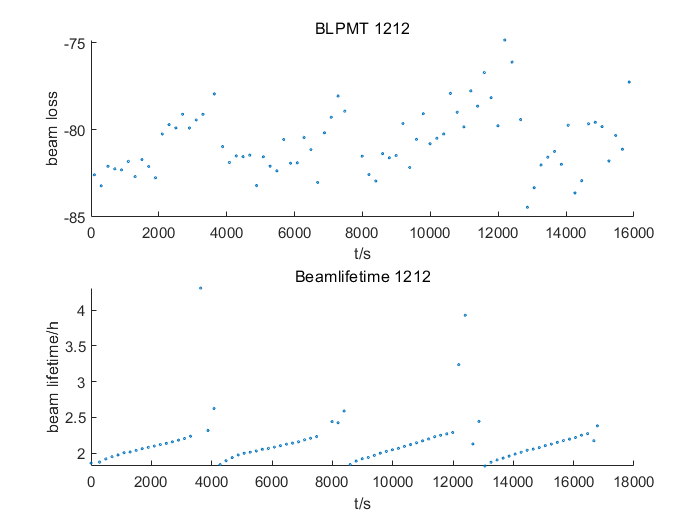 BLPMT 1212
-75
-80
-85
beam loss
0 2000 4000 6000 8000 10000 12000 14000 16000
t/s
Beamlifetime 1212
4
3.5
3
2.5
2
beam lifetime/h
0 2000 4000 6000 8000 10000 12000 14000 16000 18000
t/s